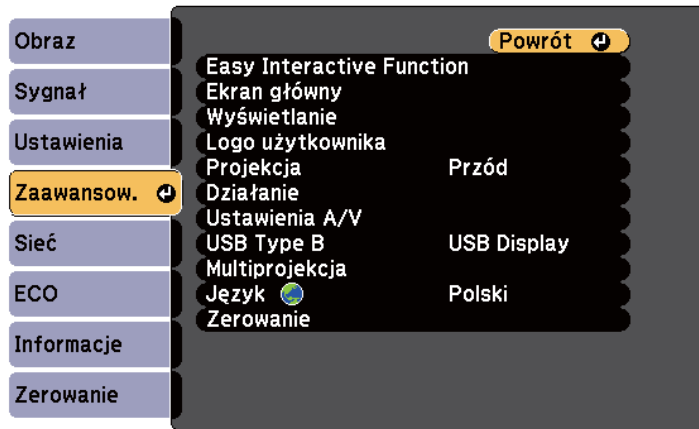 Obraz
Sygnał
Ustawienia
Zaawansow.
Sieć
ECO
Informacje
Zerowanie
Powrót
Easy Interactive Function
Ekran główny
Wyświetlanie
Logo użytkownika
Projekcja Przód
Działanie
Ustawienia A/V
USB Type B USB Display
Multiprojekcja
Język Polski
Zerowanie